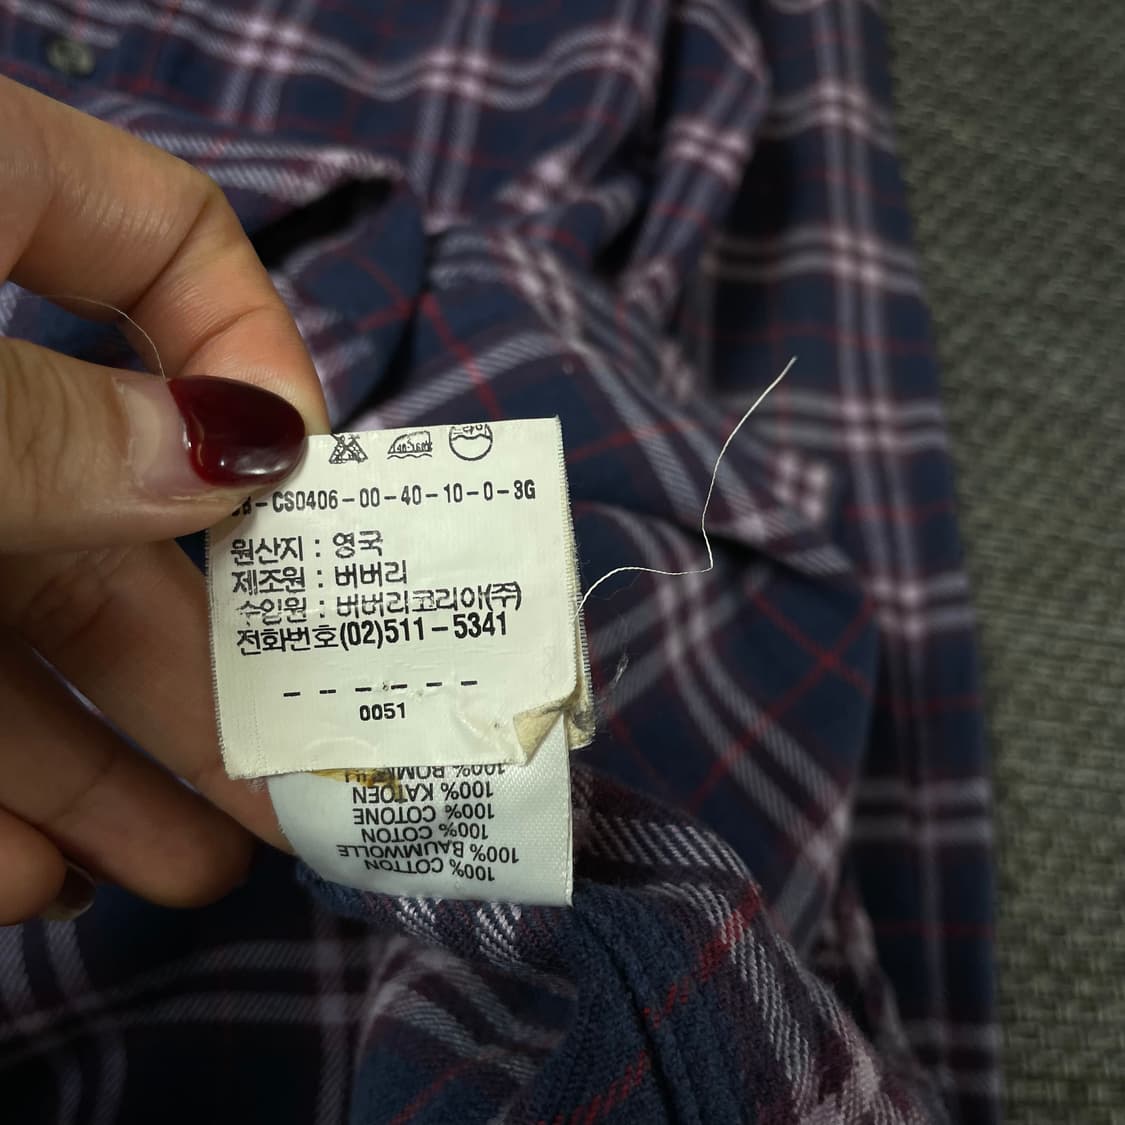 -CS0406-00-40-10-0-3G
원산지 : 영국
제조원 : 버버리
수입원 : 버버리코리아(주)
전화번호(02)511-5341
- - - - - -
0051
100% COTTON
100% BAUMWOLLE
100% COTON
100% COTONE
100% KATOEN
100%